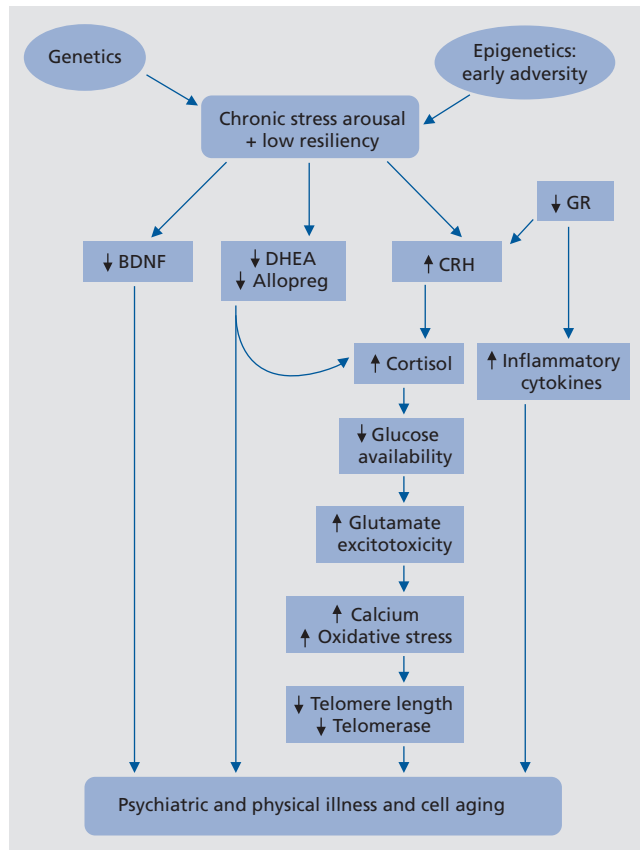 Genetics
Epigenetics:
early adversity
Chronic stress arousal
+ low resiliency
↓ GR
↓ BDNF
↓ DHEA
↓ Allopreg
↑ CRH
↑ Cortisol
↑ Inflammatory
cytokines
↓ Glucose
availability
↑ Glutamate
excitotoxicity
↑ Calcium
↑ Oxidative stress
↓ Telomere length
↓ Telomerase
Psychiatric and physical illness and cell aging